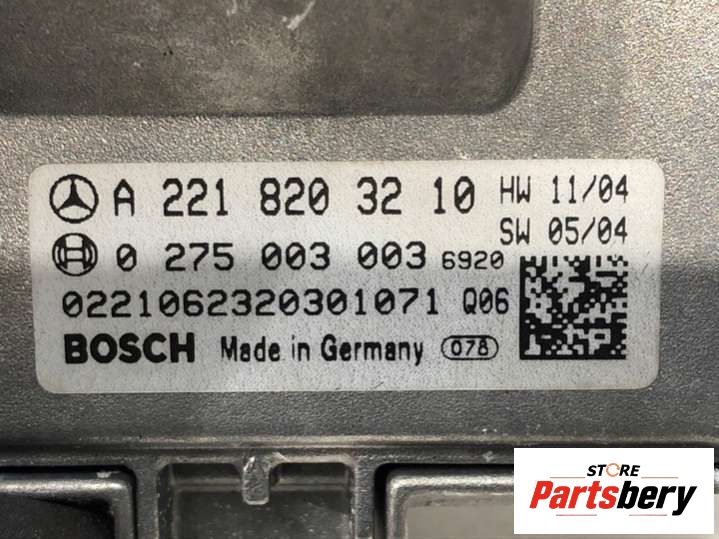 A 221 820 32 10 HW 11/04
SW 05/04
0 275 003 003 6920
0221062320301071 Q06
BOSCH Made in Germany 078
STORE
Partsbery